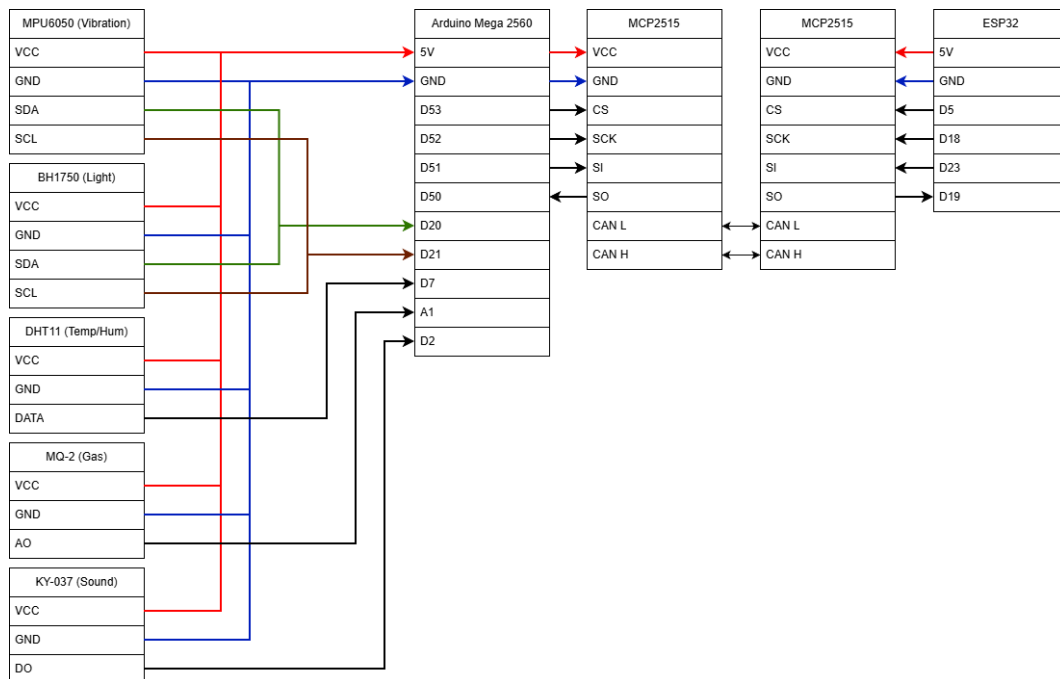 MPU6050 (Vibration)
VCC
GND
SDA
SCL
BH1750 (Light)
VCC
GND
SDA
SCL
DHT11 (Temp/Hum)
VCC
GND
DATA
MQ-2 (Gas)
VCC
GND
AO
KY-037 (Sound)
VCC
GND
DO
Arduino Mega 2560
5V
GND
D53
D52
D51
D50
D20
D21
D7
A1
D2
MCP2515
VCC
GND
CS
SCK
SI
SO
CAN L
CAN H
MCP2515
VCC
GND
CS
SCK
SI
SO
CAN L
CAN H
ESP32
5V
GND
D5
D18
D23
D19